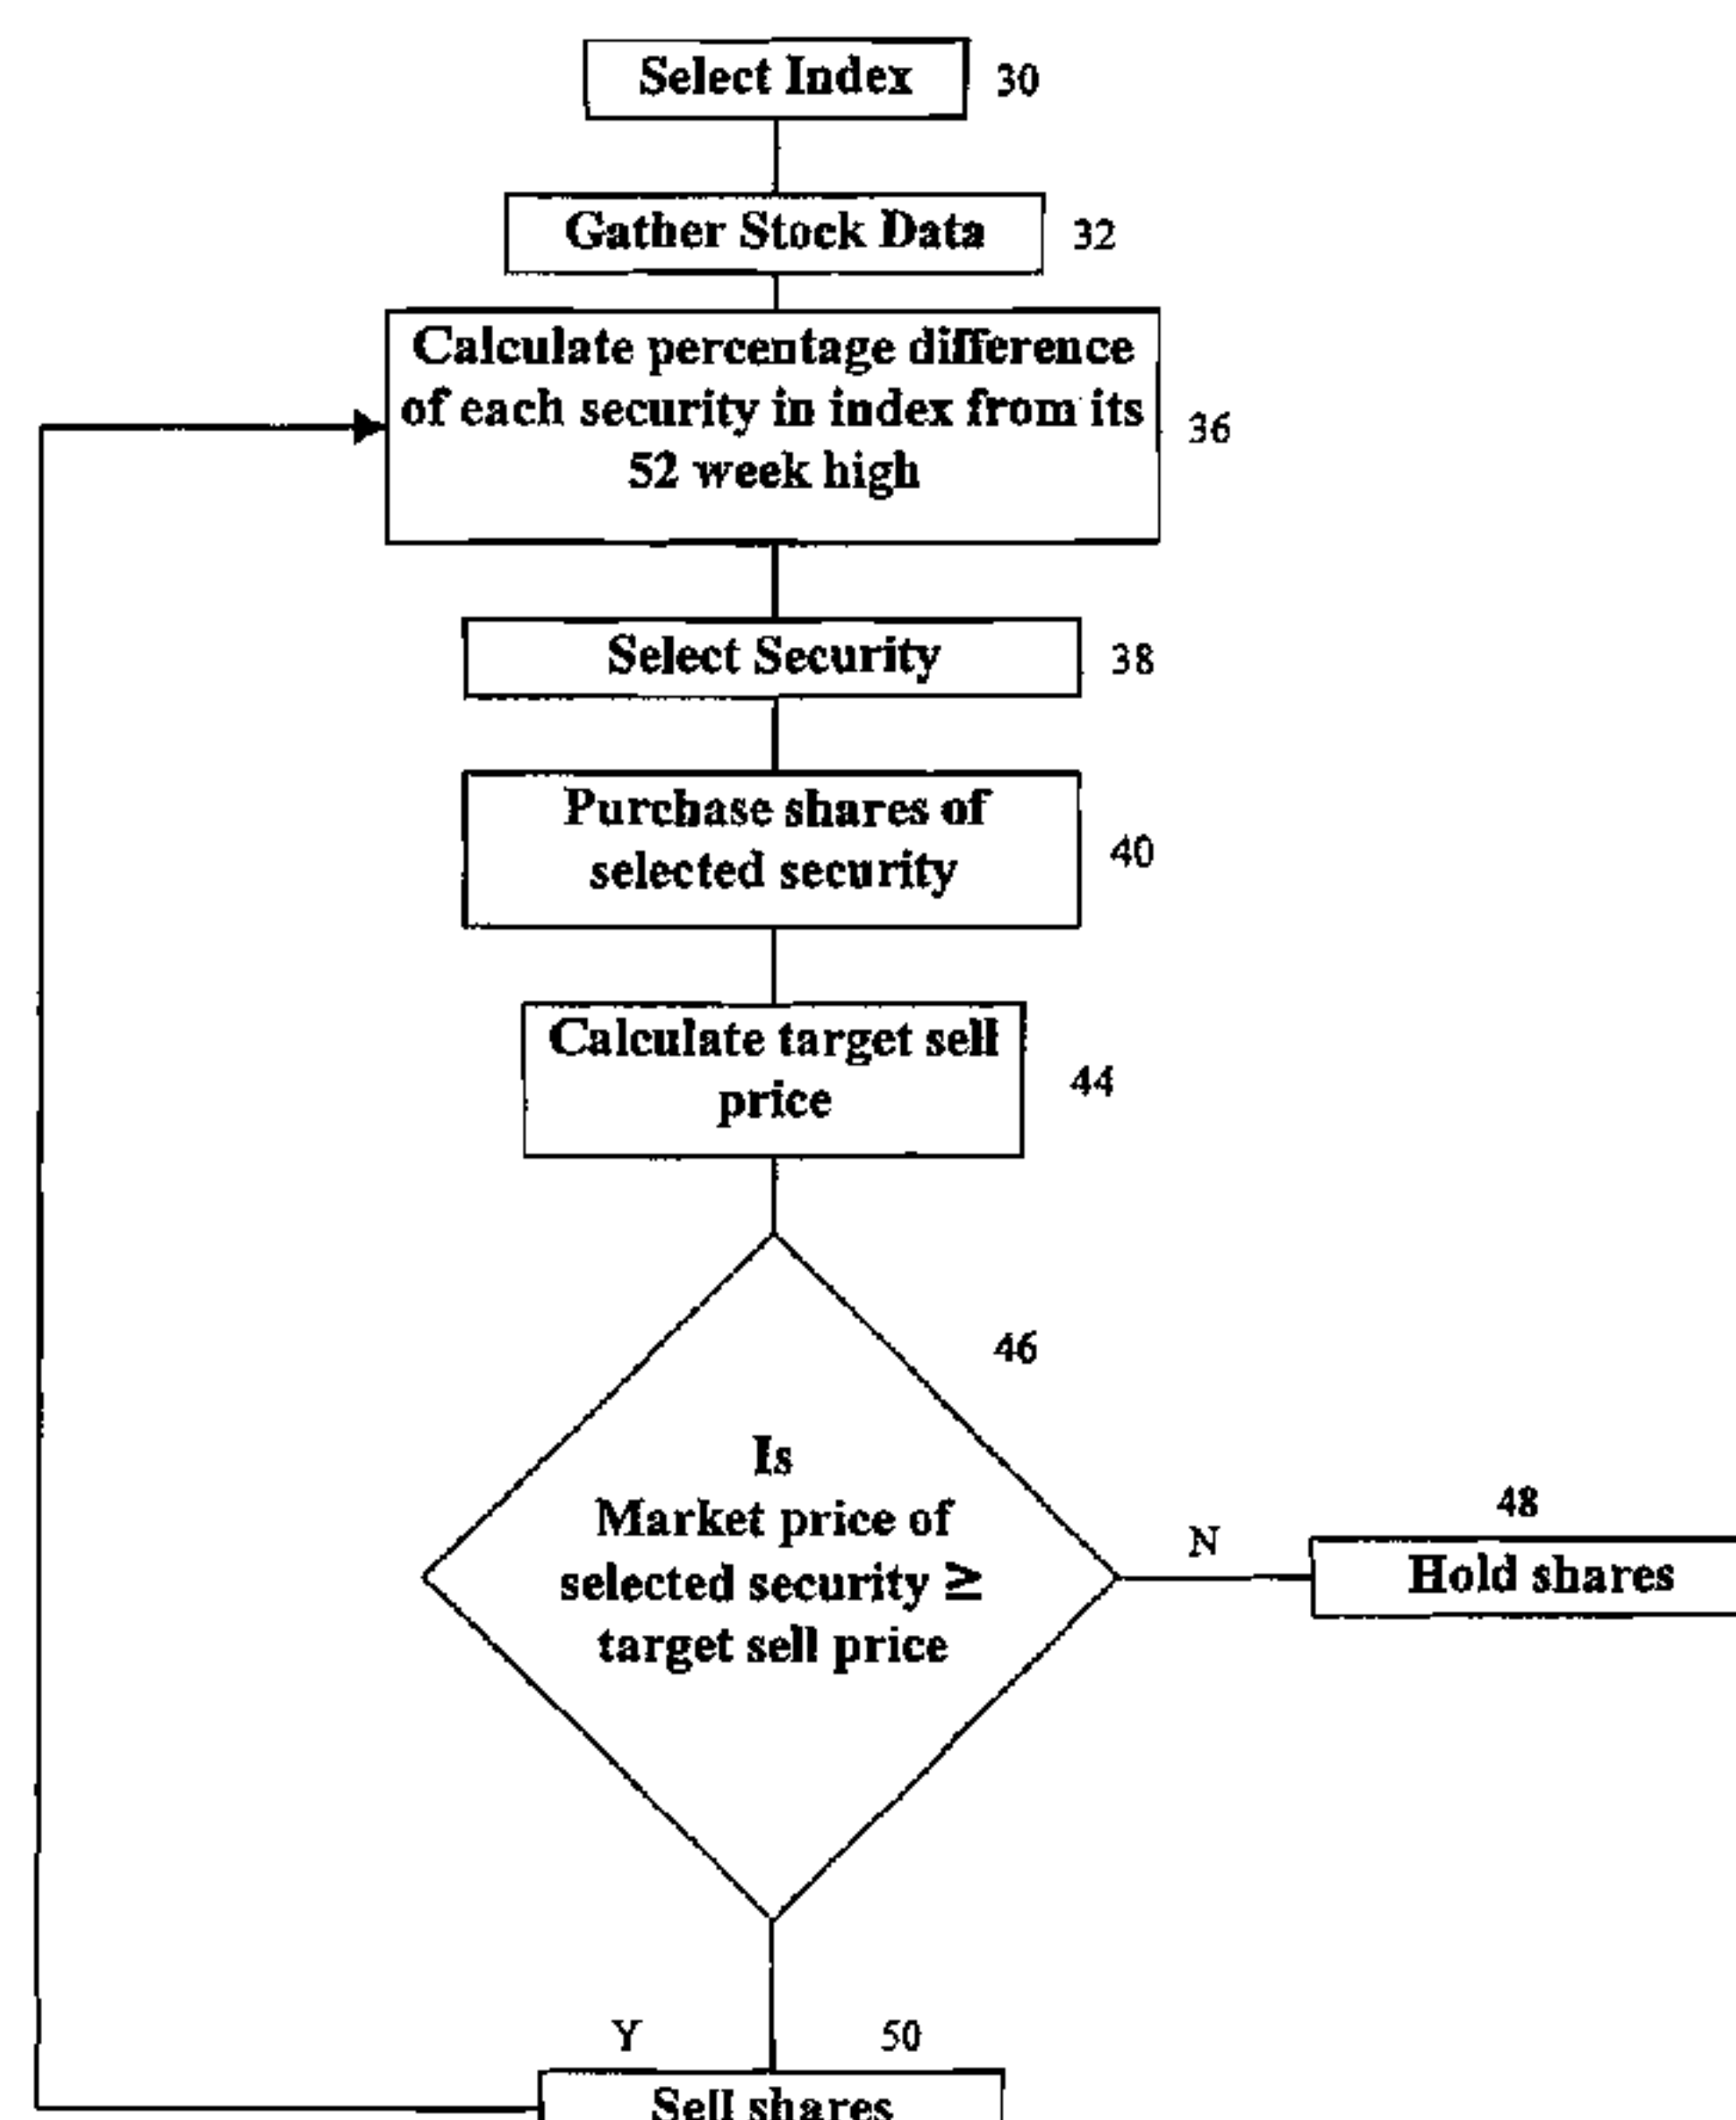 Select Index 30
Gather Stock Data 32
Calculate percentage difference
of each security in index from its
52 week high
36
Select Security 38
Purchase shares of
selected security
40
Calculate target sell
price
44
46
Is
Market price of
selected security ≥
target sell price
N
48
Hold shares
Y
50
Sell shares